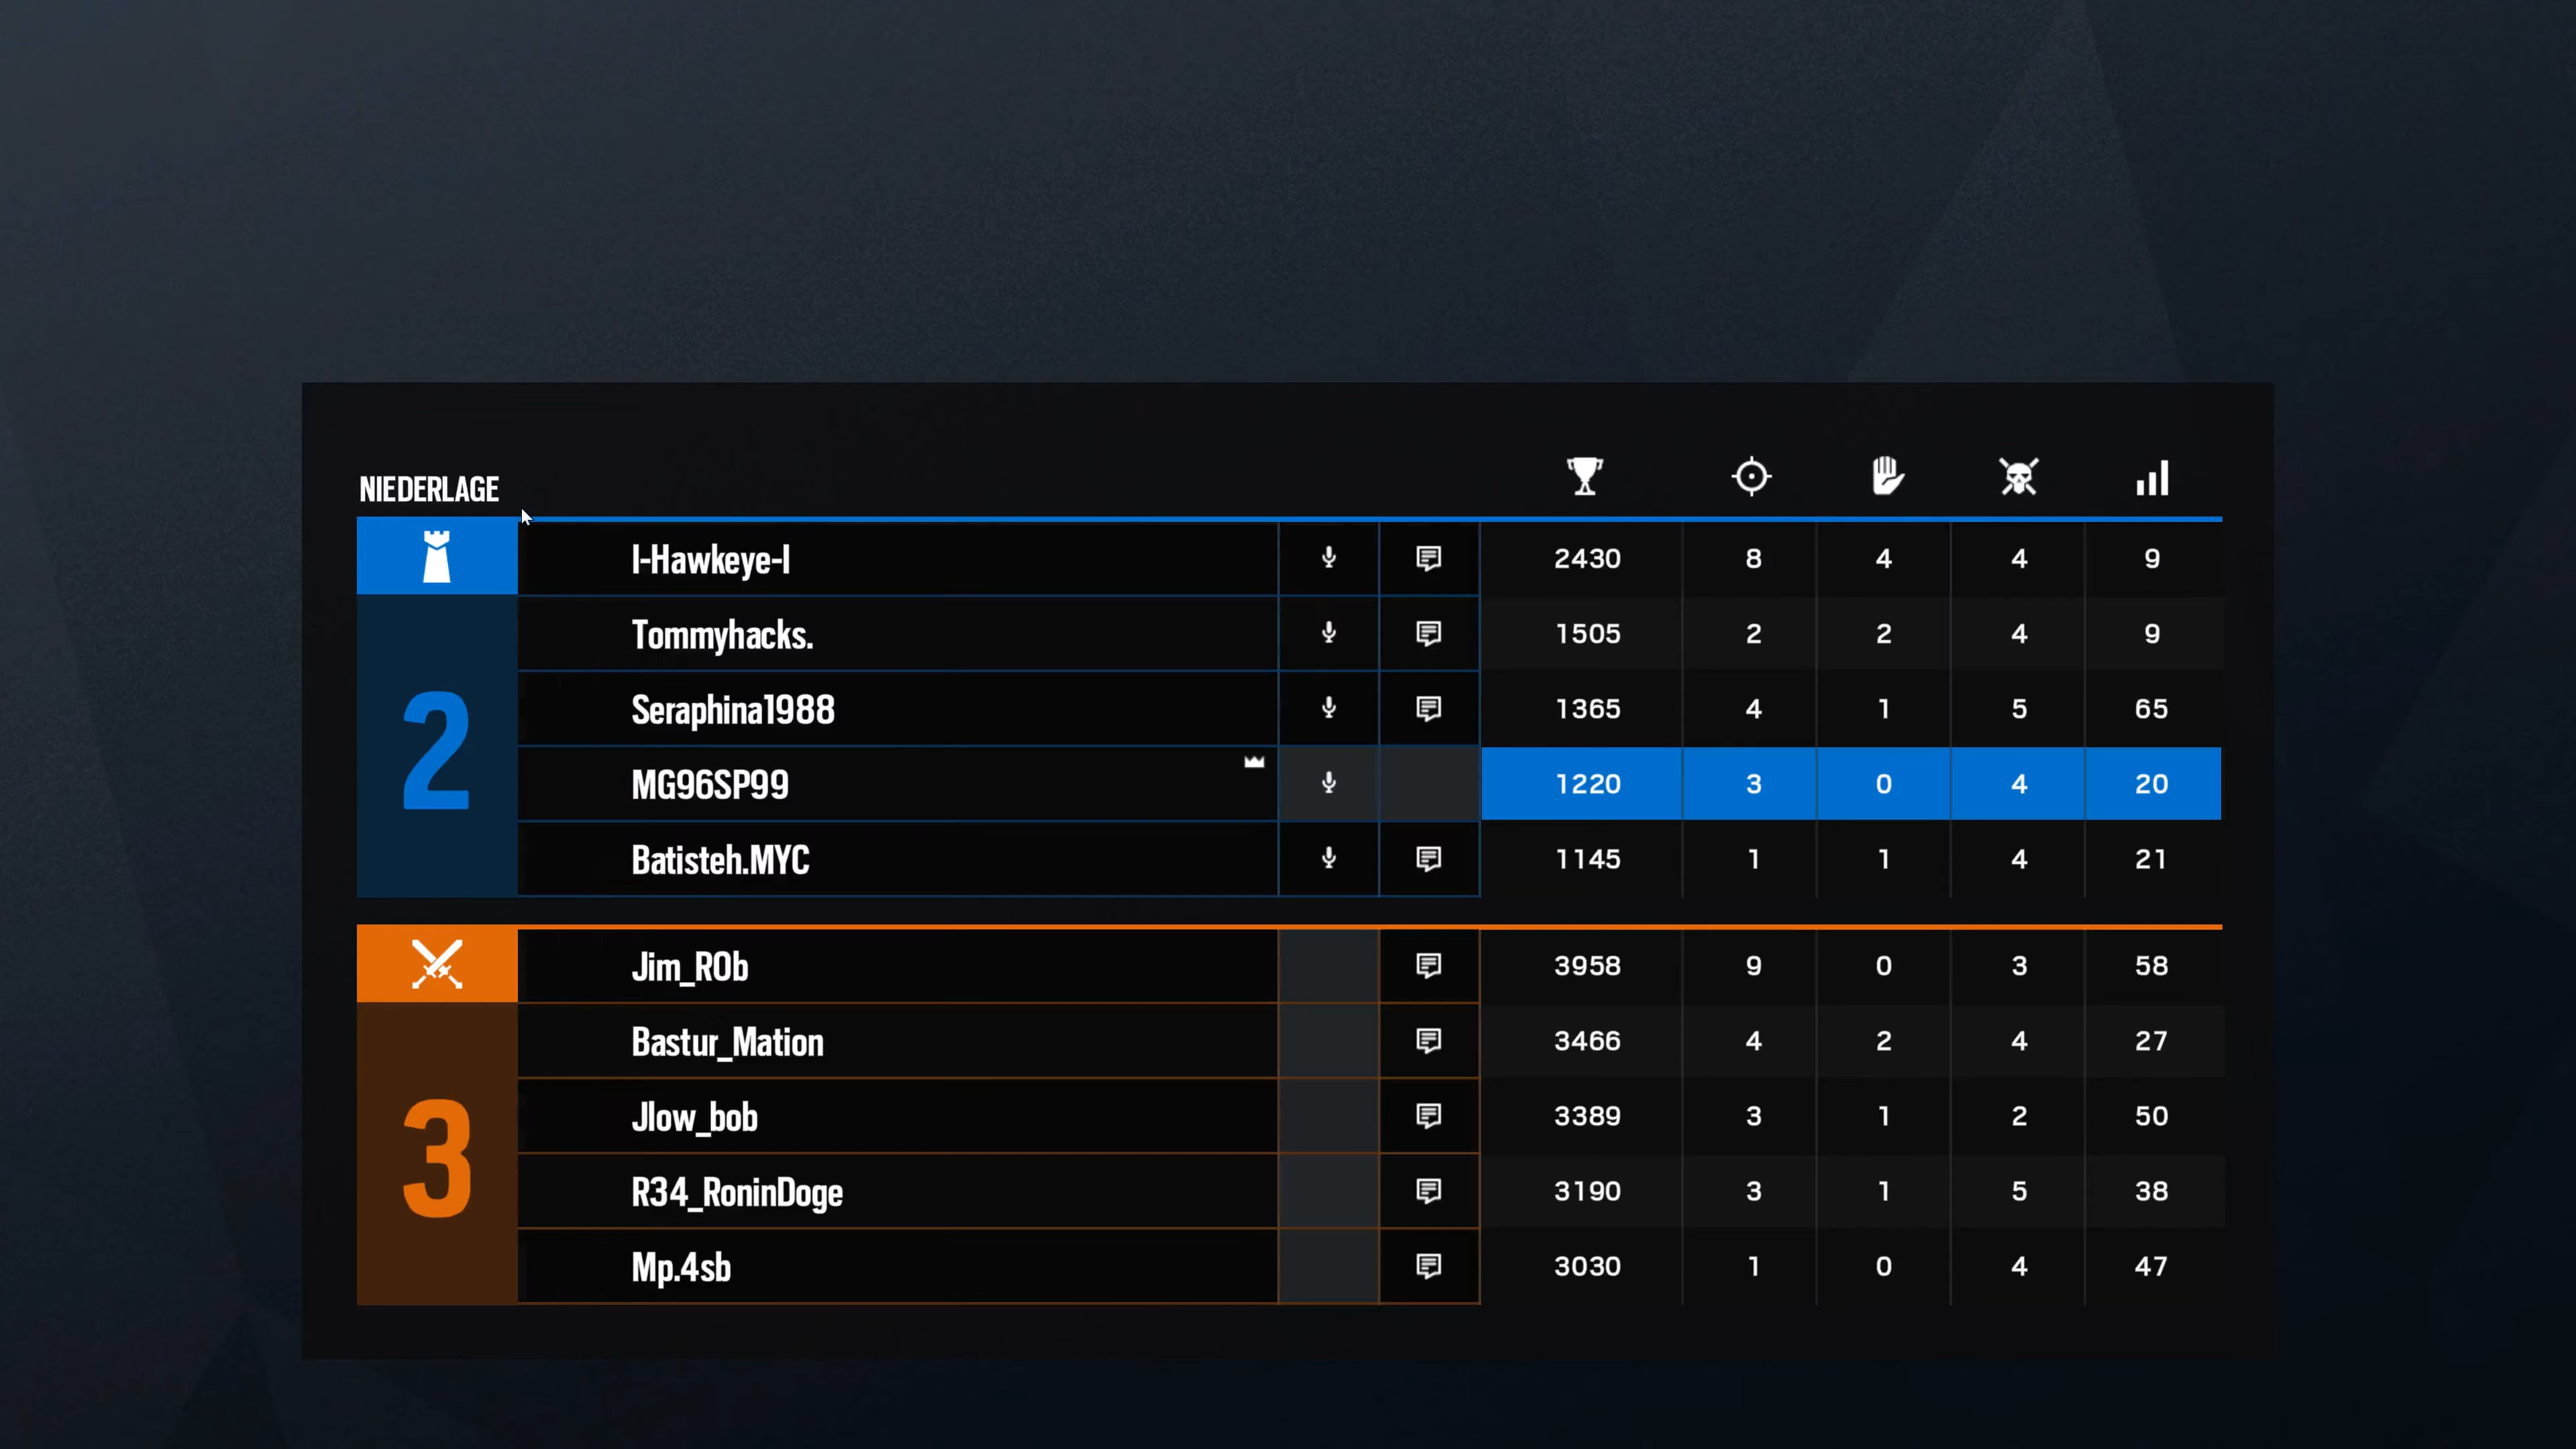 NIEDERLAGE
I-Hawkeye-I 2430 8 4 4 9
Tommyhacks. 1505 2 2 4 9
Seraphina1988 1365 4 1 5 65
2
MG96SP99 1220 3 0 4 20
Batisteh.MYC 1145 1 1 4 21
Jim_R0b 3958 9 0 3 58
Bastur_Mation 3466 4 2 4 27
Jlow_bob 3389 3 1 2 50
3
R34_RoninDoge 3190 3 1 5 38
Mp.4sb 3030 1 0 4 47